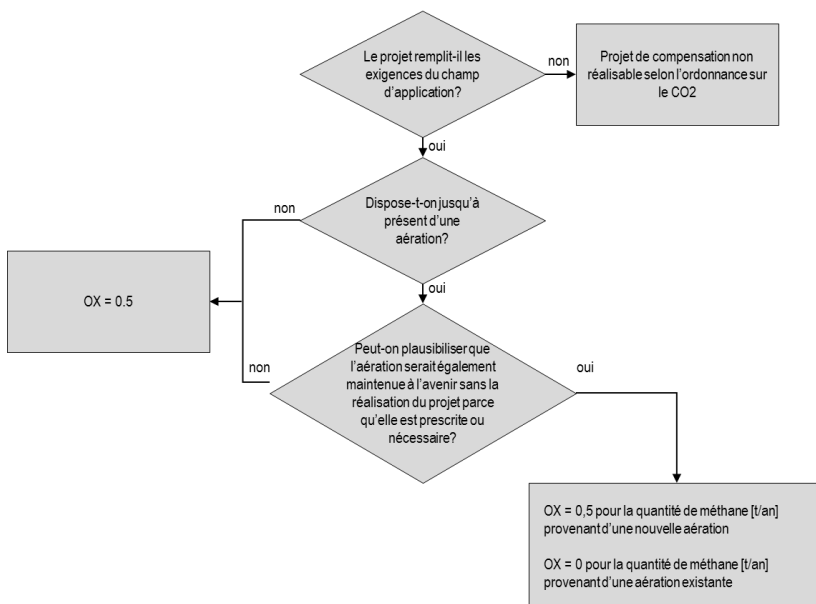 Le projet remplit-il les
exigences du champ
d'application?
non
Projet de compensation non
réalisable selon l'ordonnance sur
le CO2
oui
Dispose-t-on jusqu'à
présent d'une
aération?
non
OX = 0.5
oui
Peut-on plausibiliser que
l'aération serait également
maintenue à l'avenir sans la
réalisation du projet parce
qu'elle est prescrite ou
nécessaire?
non
oui
OX = 0,5 pour la quantité de méthane [t/an]
provenant d'une nouvelle aération
OX = 0 pour la quantité de méthane [t/an]
provenant d'une aération existante